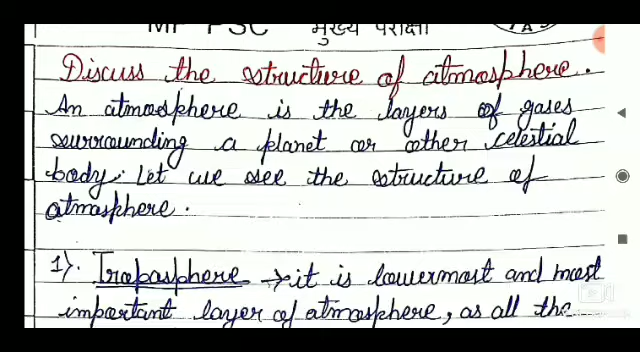 MP PSC मुख्य परीक्षा
Discuss the structure of atmosphere.
An atmosphere is the layers of gases
surrounding a planet or other celestial
body. Let we see the structure of
atmosphere.
1). Troposphere → it is lowermost and most
important layer of atmosphere, as all the